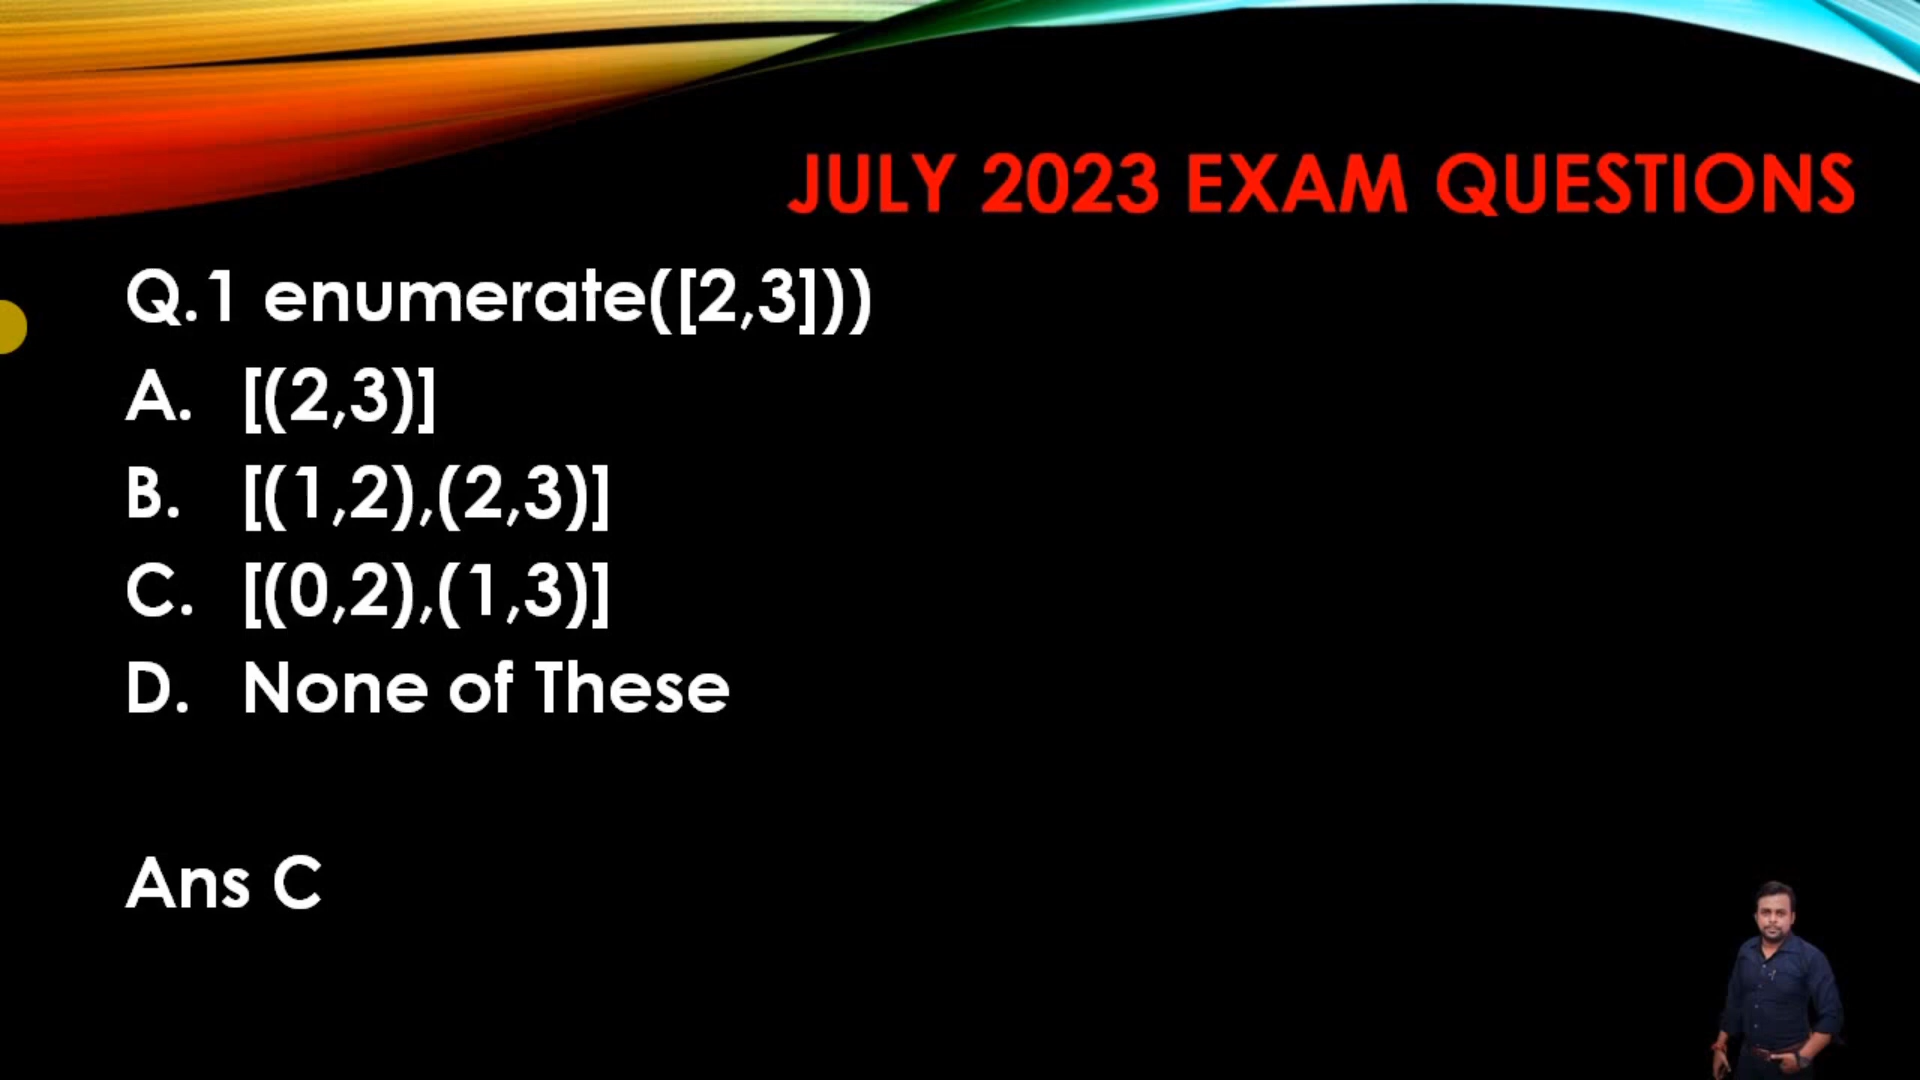 JULY 2023 EXAM QUESTIONS
Q.1 enumerate([2,3]))
A. [(2,3)]
B. [(1,2),(2,3)]
C. [(0,2),(1,3)]
D. None of These
Ans C